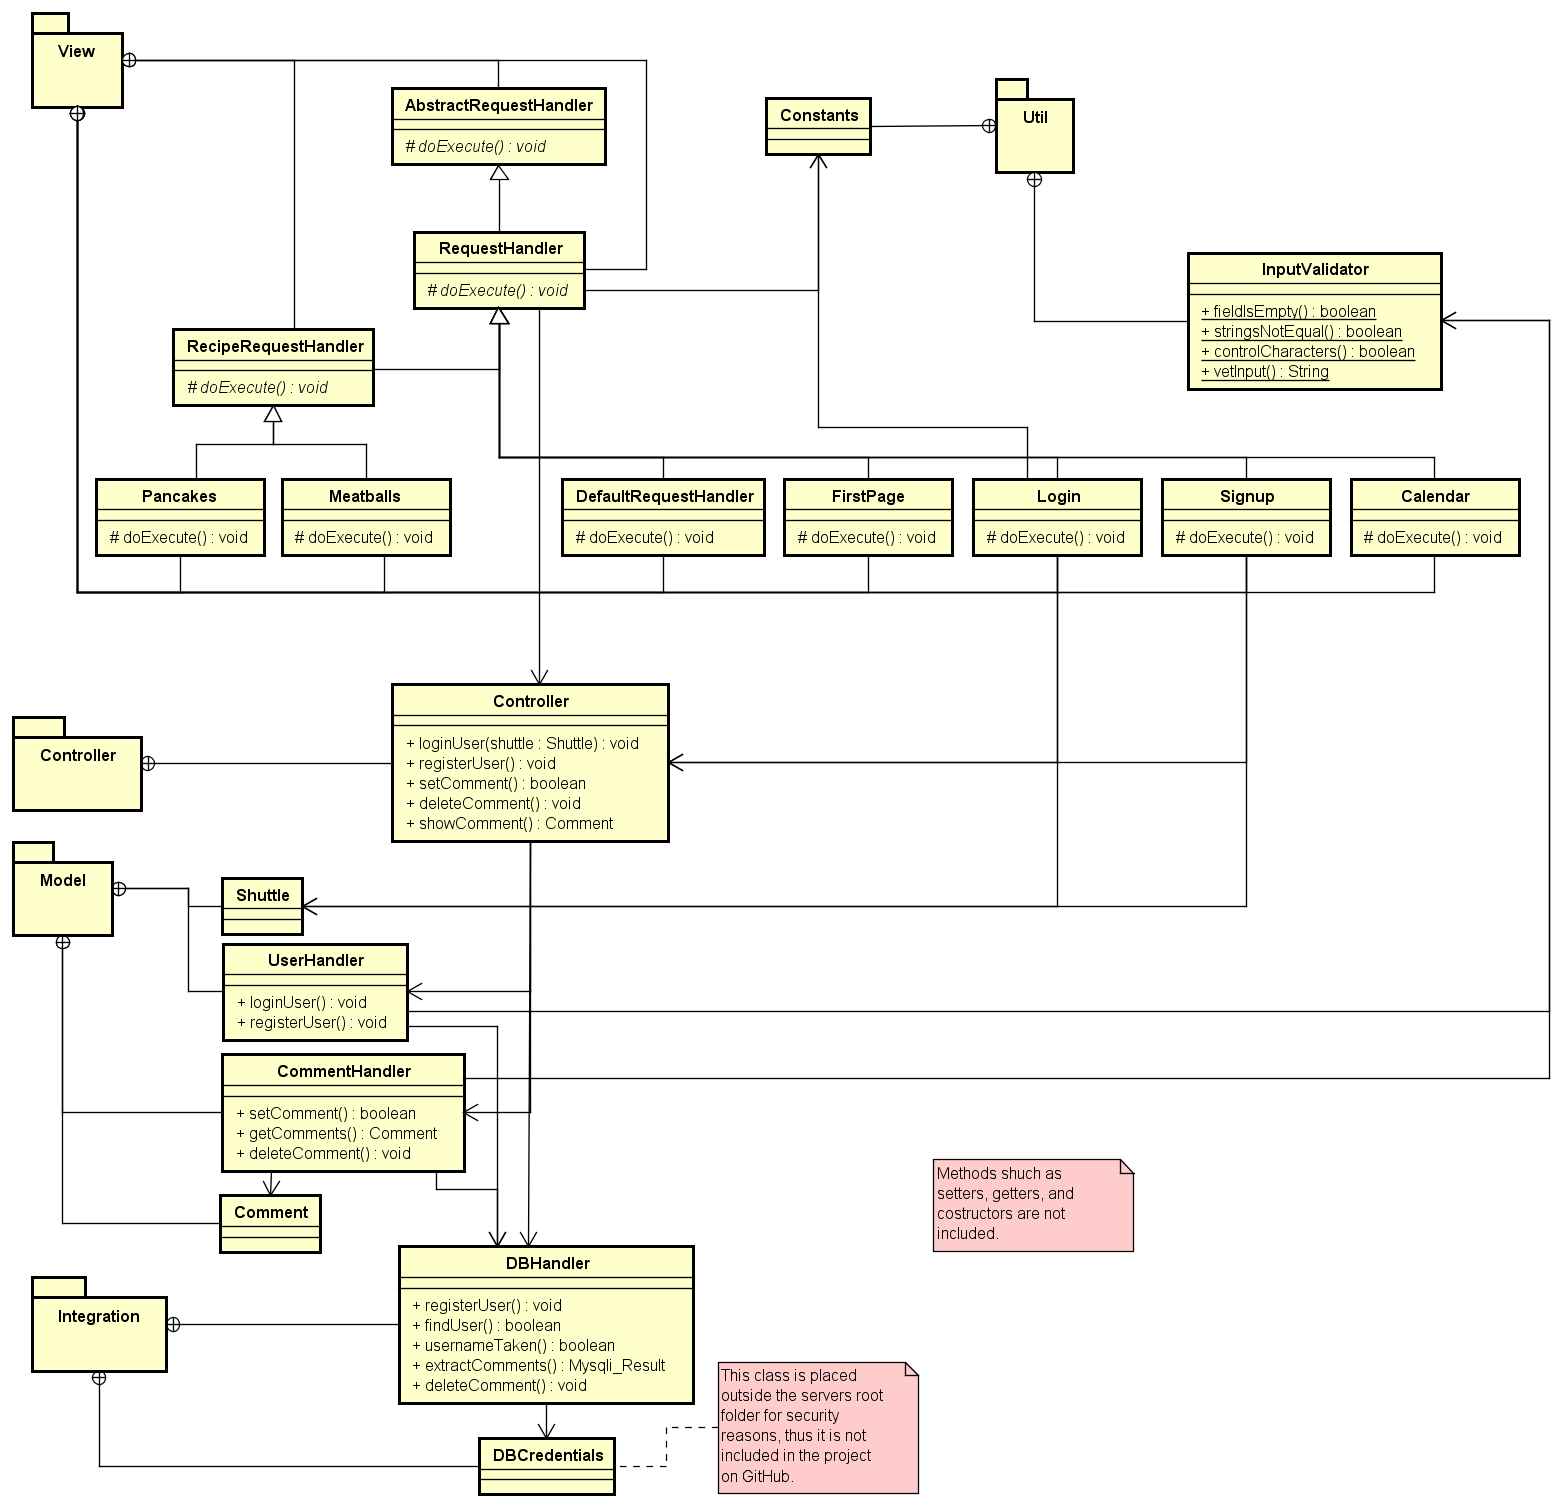 View
AbstractRequestHandler
# doExecute() : void
Constants
Util
RequestHandler
# doExecute() : void
InputValidator
+ fieldIsEmpty() : boolean
+ stringsNotEqual() : boolean
+ controlCharacters() : boolean
+ vetInput() : String
RecipeRequestHandler
# doExecute() : void
Pancakes
# doExecute() : void
Meatballs
# doExecute() : void
DefaultRequestHandler
# doExecute() : void
FirstPage
# doExecute() : void
Login
# doExecute() : void
Signup
# doExecute() : void
Calendar
# doExecute() : void
Controller
+ loginUser(shuttle : Shuttle) : void
+ registerUser() : void
+ setComment() : boolean
+ deleteComment() : void
+ showComment() : Comment
Controller
Model
Shuttle
UserHandler
+ loginUser() : void
+ registerUser() : void
CommentHandler
+ setComment() : boolean
+ getComments() : Comment
+ deleteComment() : void
Comment
Methods shuch as
setters, getters, and
costructors are not
included.
DBHandler
+ registerUser() : void
+ findUser() : boolean
+ usernameTaken() : boolean
+ extractComments() : Mysqli_Result
+ deleteComment() : void
Integration
This class is placed
outside the servers root
folder for security
reasons, thus it is not
included in the project
on GitHub.
DBCredentials